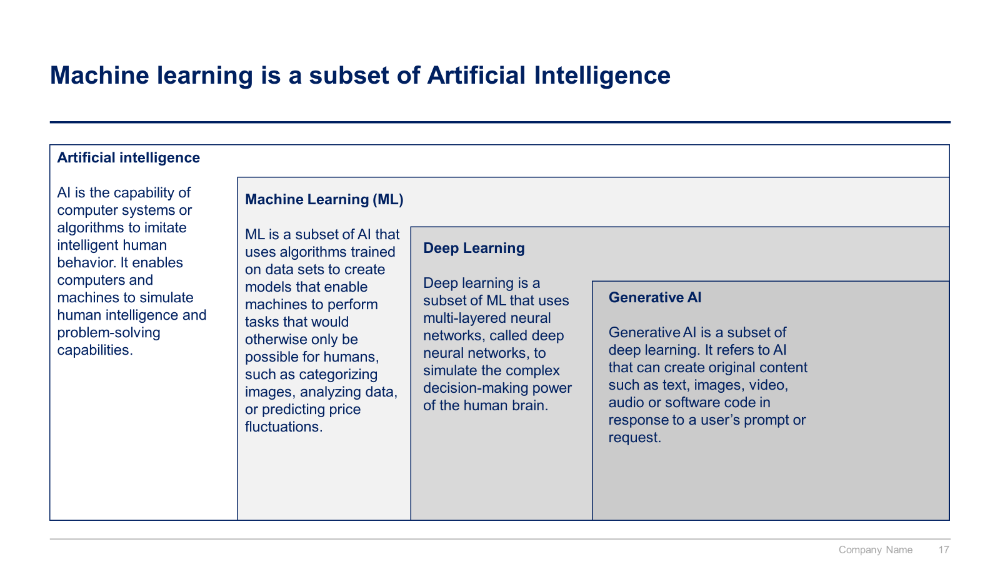 Machine learning is a subset of Artificial Intelligence
Artificial intelligence
AI is the capability of
computer systems or
algorithms to imitate
intelligent human
behavior. It enables
computers and
machines to simulate
human intelligence and
problem-solving
capabilities.
Machine Learning (ML)
ML is a subset of AI that
uses algorithms trained
on data sets to create
models that enable
machines to perform
tasks that would
otherwise only be
possible for humans,
such as categorizing
images, analyzing data,
or predicting price
fluctuations.
Deep Learning
Deep learning is a
subset of ML that uses
multi-layered neural
networks, called deep
neural networks, to
simulate the complex
decision-making power
of the human brain.
Generative AI
Generative AI is a subset of
deep learning. It refers to AI
that can create original content
such as text, images, video,
audio or software code in
response to a user’s prompt or
request.
Company Name 17